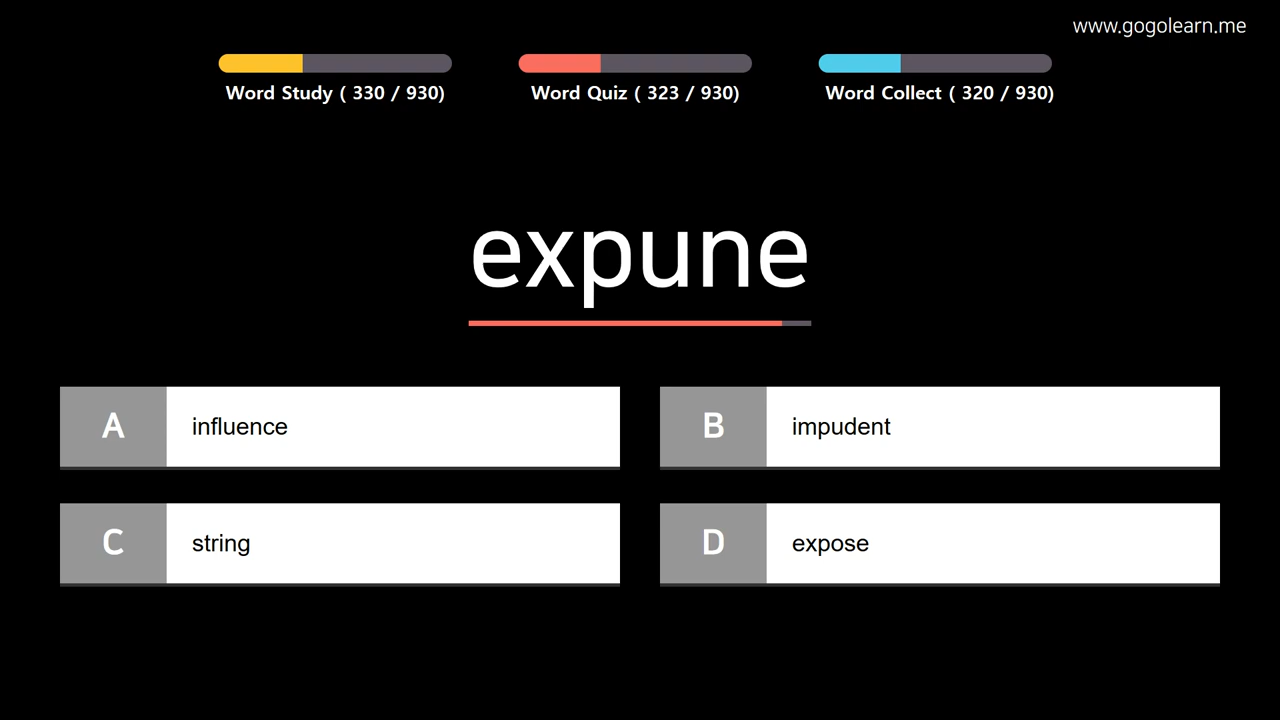 www.gogolearn.me
Word Study ( 330 / 930)
Word Quiz ( 323 / 930)
Word Collect ( 320 / 930)
expune
A influence
B impudent
C string
D expose